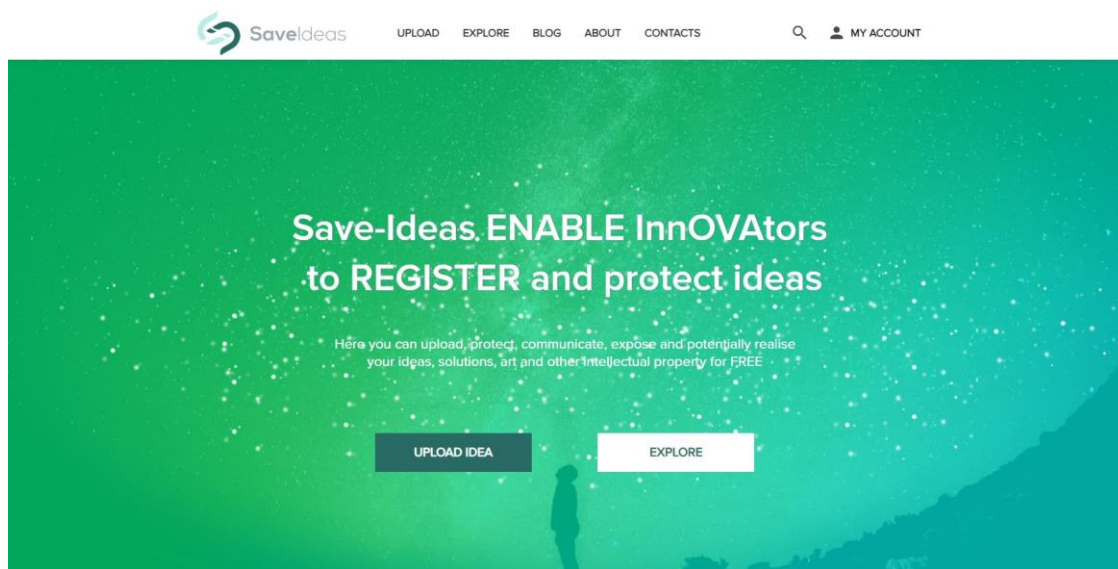 SaveIdeas
UPLOAD EXPLORE BLOG ABOUT CONTACTS
MY ACCOUNT
Save-Ideas ENABLE InnOVAtors
to REGISTER and protect ideas
Here you can upload, protect, communicate, expose and potentially realise
your ideas, solutions, art and other intellectual property for FREE
UPLOAD IDEA
EXPLORE